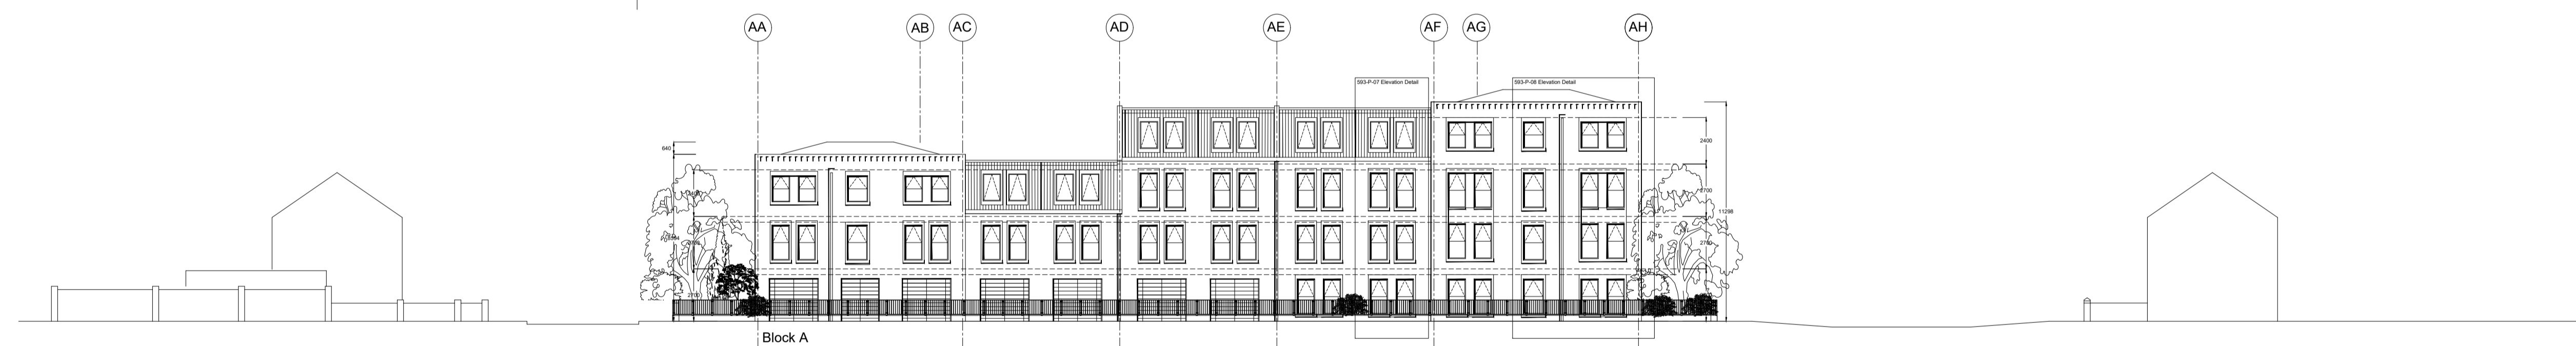 AA
AB
AC
AD
AE
AF
AG
AH
593-P-07 Elevation Detail
593-P-08 Elevation Detail
640
2400
2700
11298
2700
2700
Block A